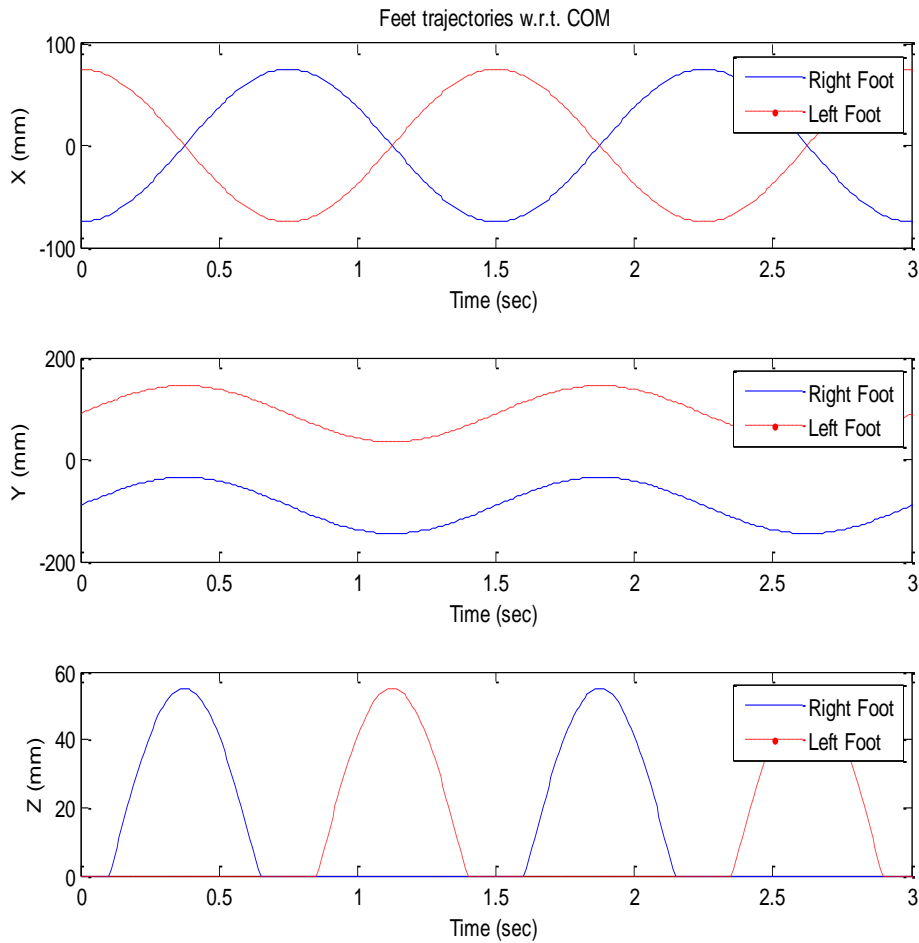 Feet trajectories w.r.t. COM
100
0
-100
X (mm)
Right Foot
Left Foot
0 0.5 1 1.5 2 2.5 3
Time (sec)
200
0
-200
Y (mm)
Right Foot
Left Foot
0 0.5 1 1.5 2 2.5 3
Time (sec)
60
40
20
0
Z (mm)
Right Foot
Left Foot
0 0.5 1 1.5 2 2.5 3
Time (sec)